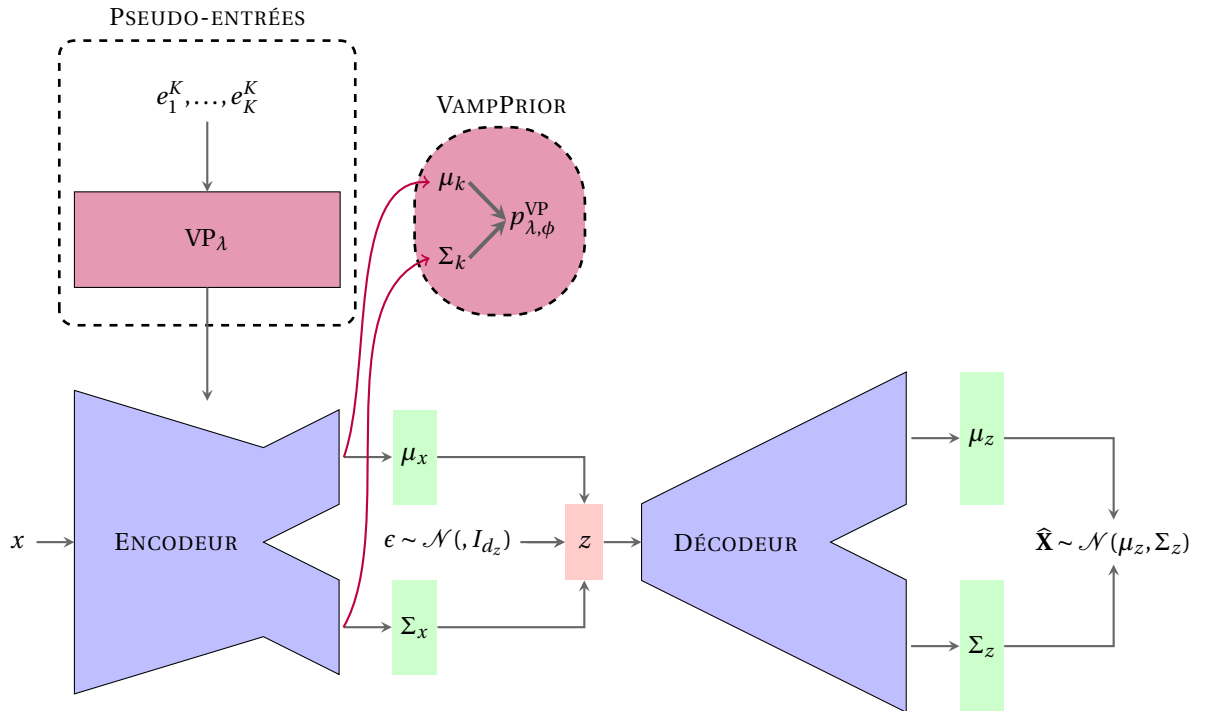 PSEUDO-ENTRÉES
e_1^K,...,e_K^K
VP_λ
VAMPPRIOR
μ_k
Σ_k
p_{λ,ϕ}^{VP}
x
ENCODEUR
μ_x
ϵ ~ 𝒩(, I_{d_z})
Σ_x
z
DÉCODEUR
μ_z
Σ_z
X̂ ~ 𝒩(μ_z, Σ_z)